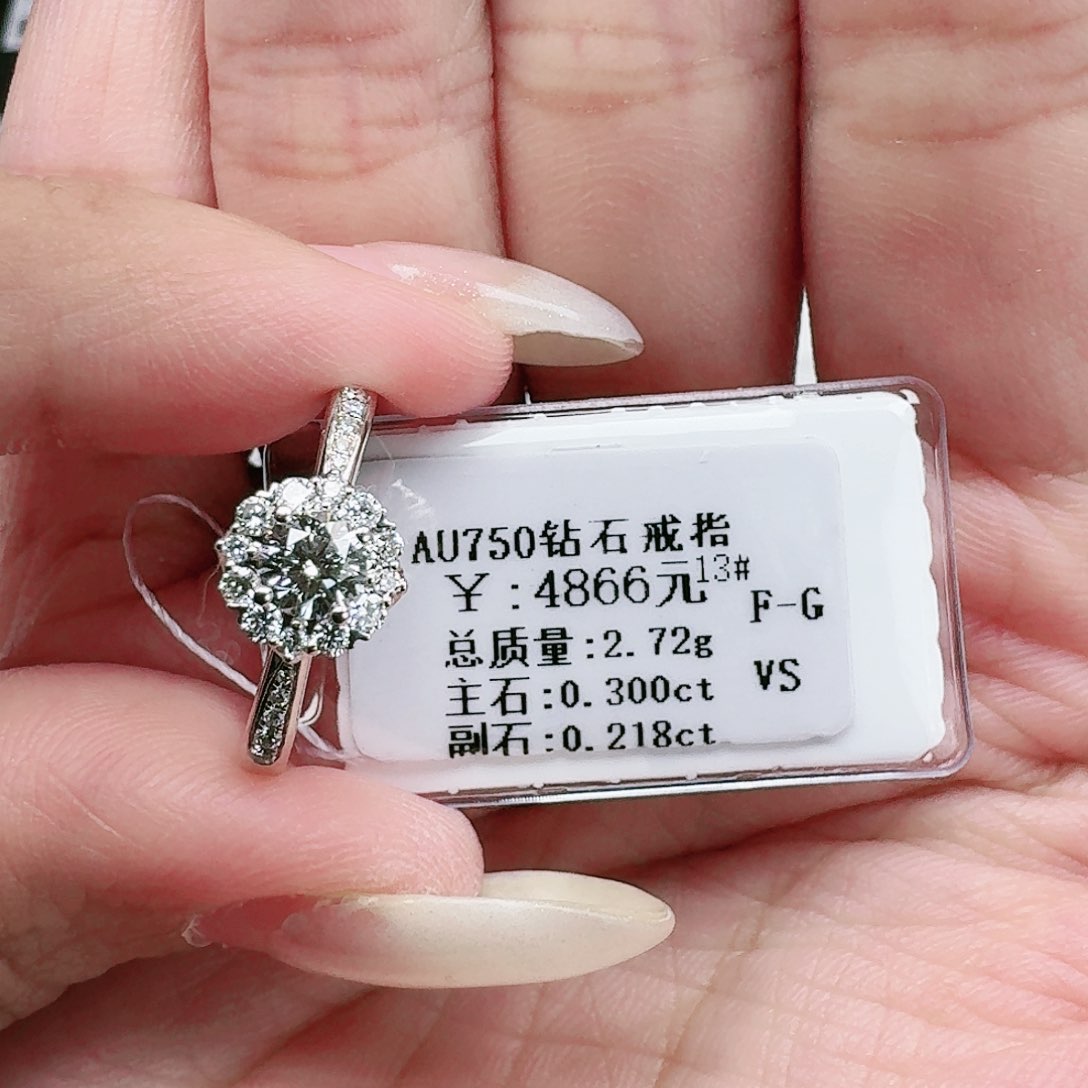 AU750钻石戒指
¥:4866元13#
F-G
总质量:2.72g
主石:0.300ct
VS
副石:0.218ct